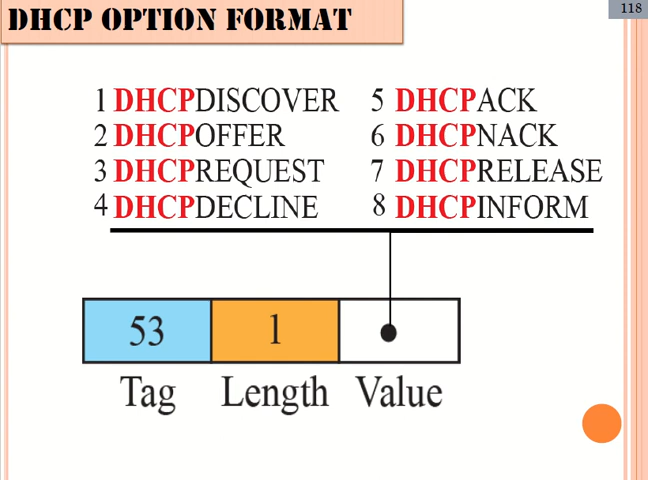 DHCP OPTION FORMAT
118
1 DHCPDISCOVER 5 DHCPACK
2 DHCPOFFER 6 DHCPNACK
3 DHCPREQUEST 7 DHCPRELEASE
4 DHCPDECLINE 8 DHCPINFORM
53 1
Tag Length Value